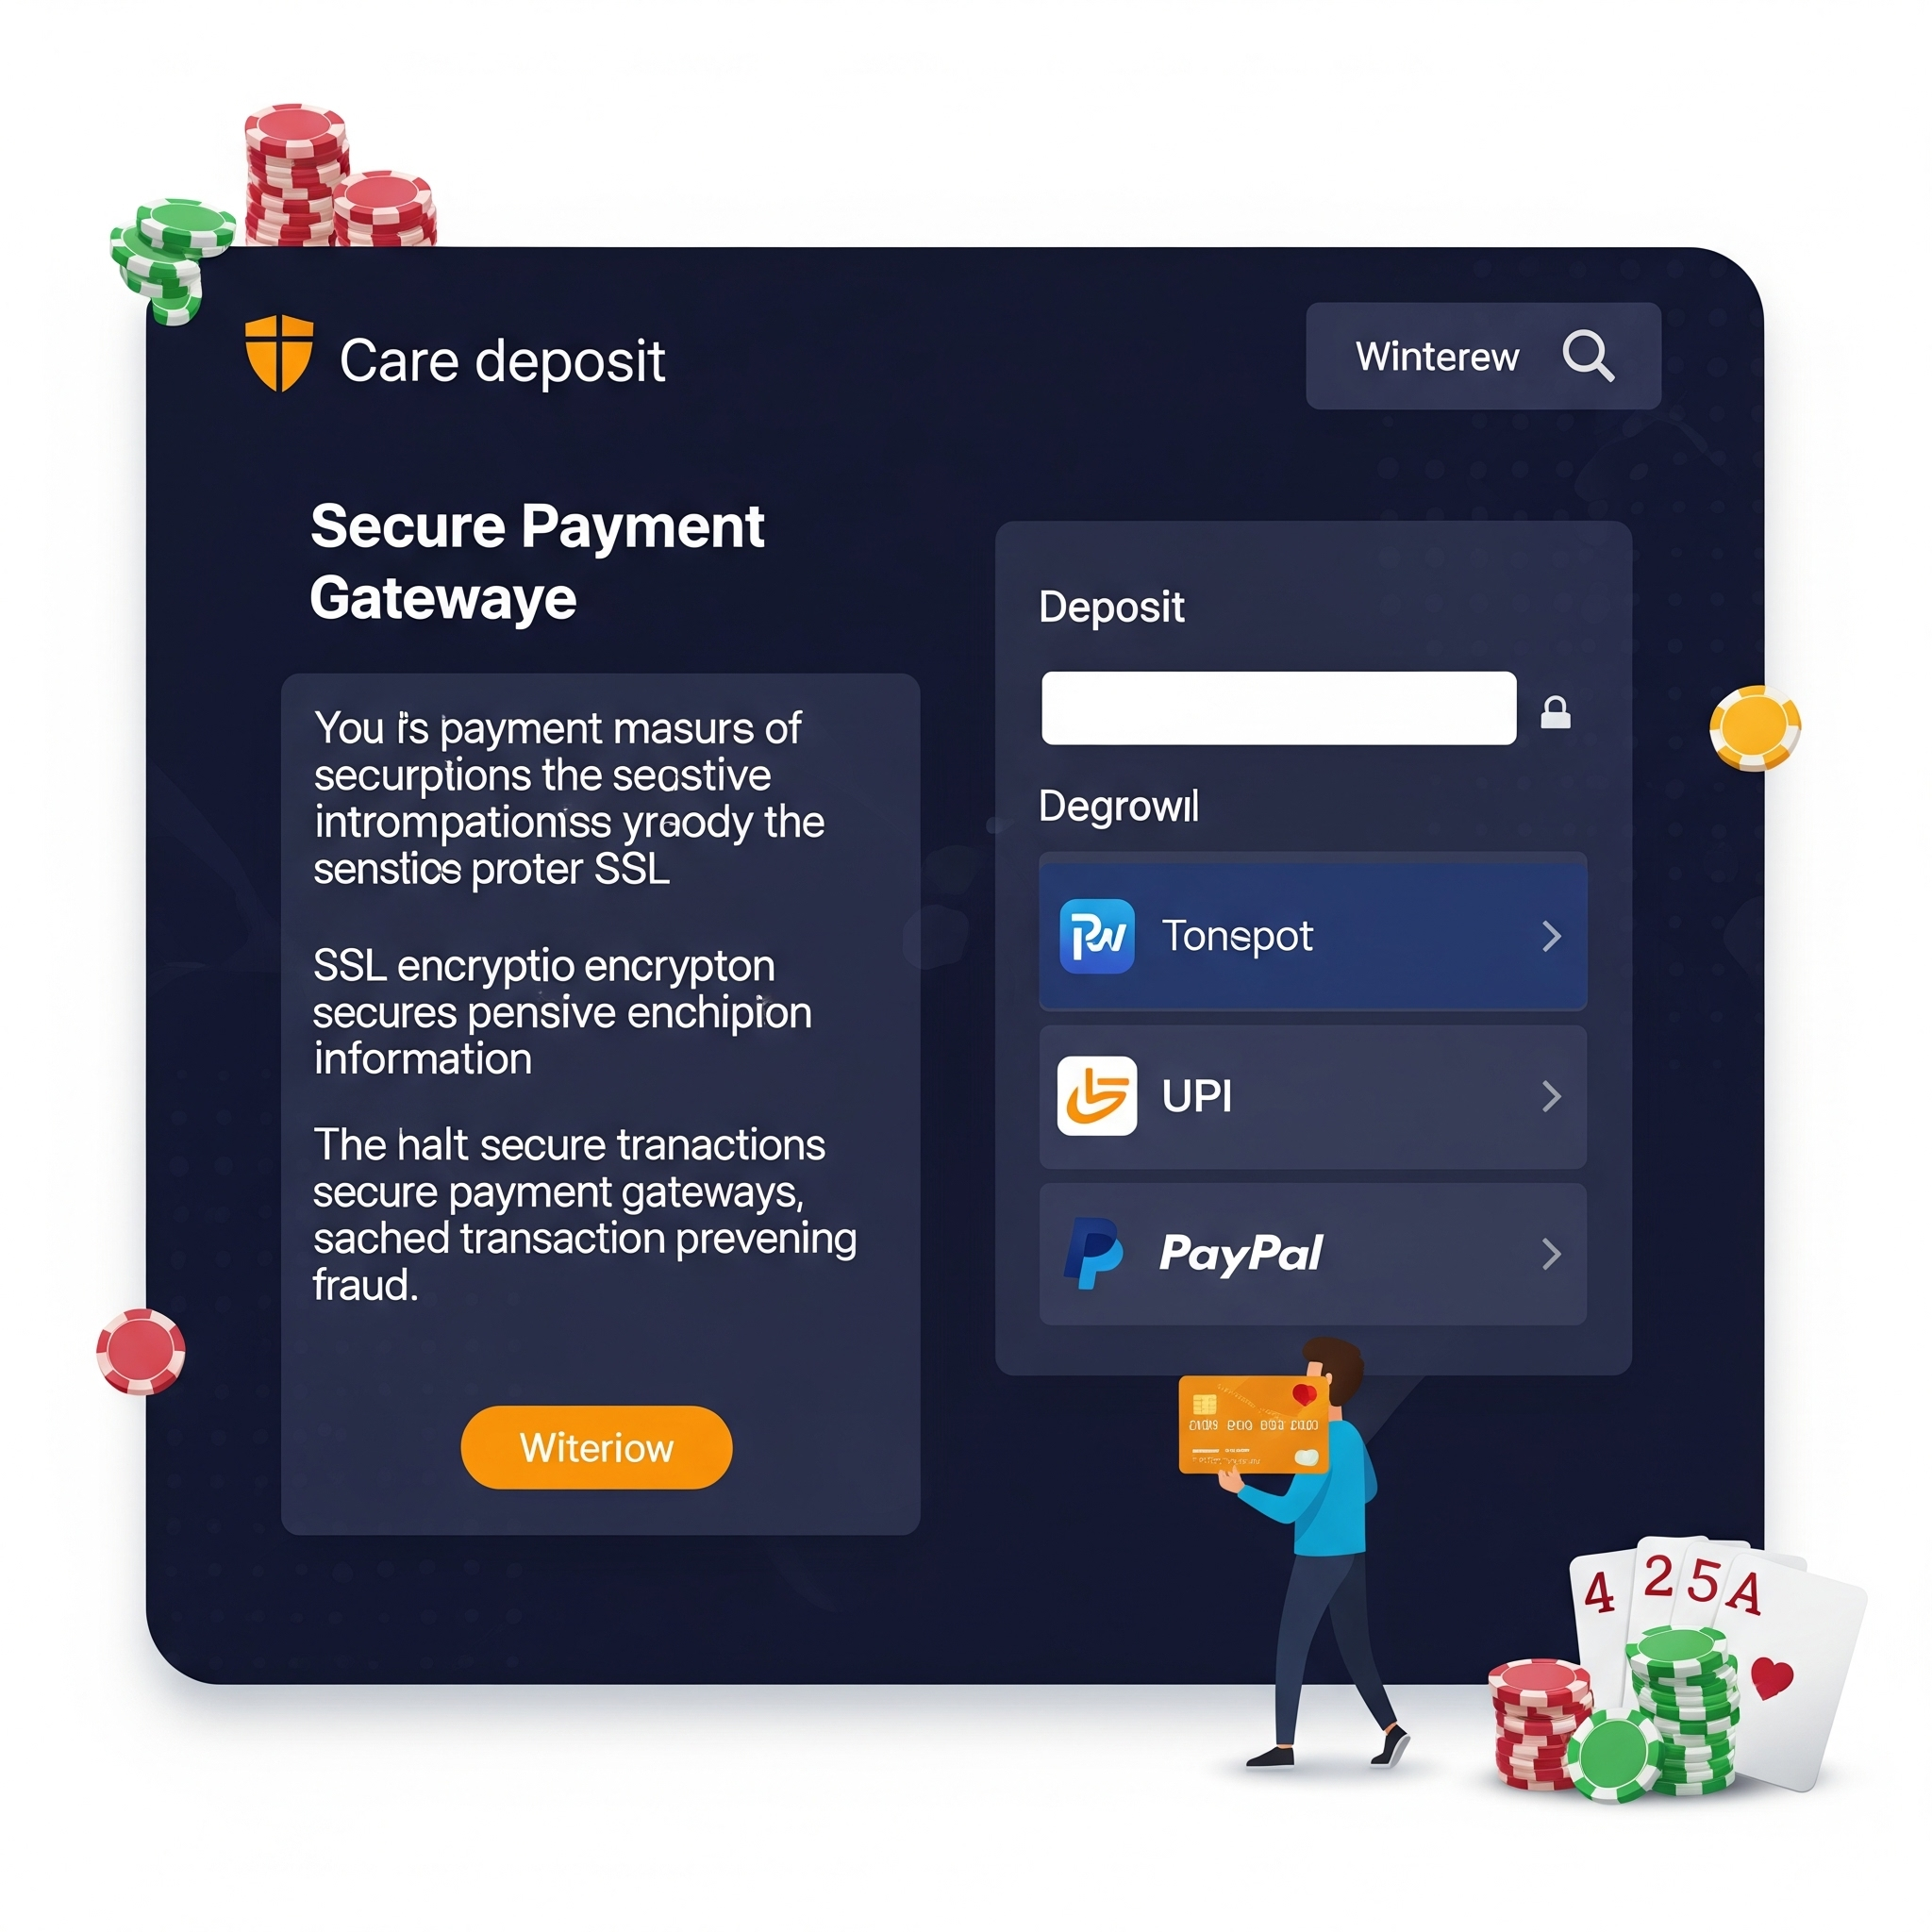 Care deposit
Winterew
Secure Payment
Gatewaye
You is payment masurs of
securptions the seqstive
intrompationiss yraody the
senstics proter SSL
SSL encryptio encrypton
secures pensive enchipion
information
The halt secure tranactions
secure payment gateways,
sached transaction prevening
fraud.
Witeriow
Deposit
Degrowil
Tonspot
UPI
PayPal
4 2 5 A